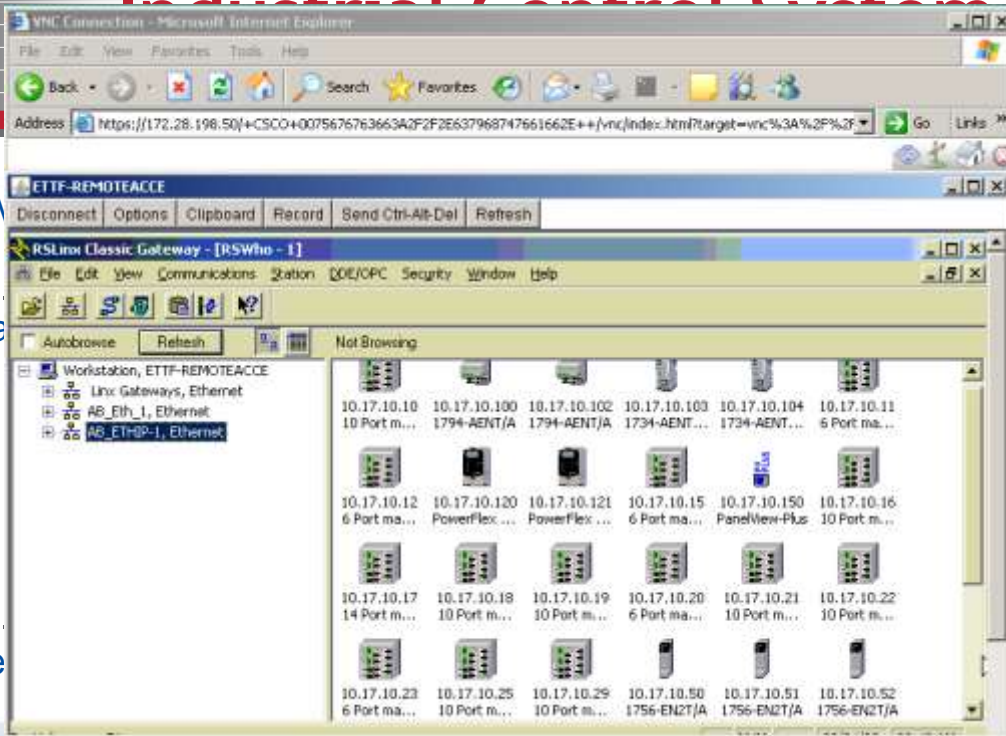 Industrial Control System
VNC Connection - Microsoft Internet Explorer
File Edit View Favorites Tools Help
Back Search Favorites
Address https://172.28.198.50/+CSCO+0075676763663A2F2F2E637968747661662E++/vnc/index.html?target=vnc%3A%2F%2F Go Links »
ETTF-REMOTEACCE
Disconnect Options Clipboard Record Send Ctrl-Alt-Del Refresh
RSLinx Classic Gateway - [RSWho - 1]
File Edit View Communications Station DDE/OPC Security Window Help
Autobrowse Refresh Not Browsing
Workstation, ETTF-REMOTEACCE
Linx Gateways, Ethernet
AB_Eth_1, Ethernet
AB_ETHIP-1, Ethernet
10.17.10.10 10.17.10.100 10.17.10.102 10.17.10.103 10.17.10.104 10.17.10.11
10 Port m... 1794-AENT/A 1794-AENT/A 1734-AENT... 1734-AENT... 6 Port ma...
10.17.10.12 10.17.10.120 10.17.10.121 10.17.10.15 10.17.10.150 10.17.10.16
6 Port ma... PowerFlex ... PowerFlex ... 6 Port ma... PanelView-Plus 10 Port m...
10.17.10.17 10.17.10.18 10.17.10.19 10.17.10.20 10.17.10.21 10.17.10.22
14 Port m... 10 Port m... 10 Port m... 6 Port ma... 10 Port m... 10 Port m...
10.17.10.23 10.17.10.25 10.17.10.29 10.17.10.50 10.17.10.51 10.17.10.52
6 Port ma... 10 Port m... 10 Port m... 1756-EN2T/A 1756-EN2T/A 1756-EN2T/A